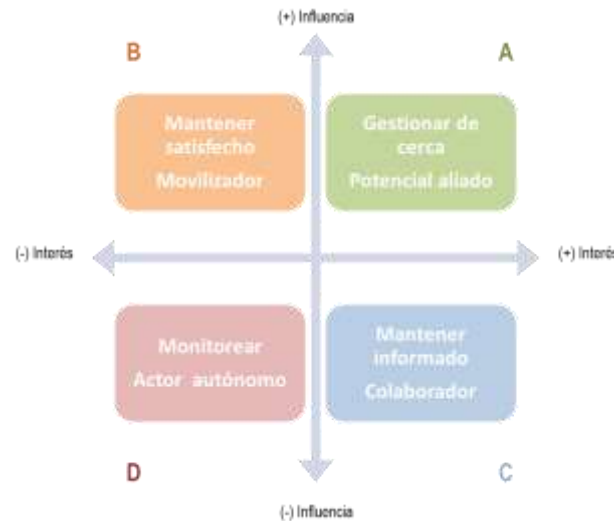 (+) Influencia
B
A
Mantener
satisfecho
Movilizador
Gestionar de
cerca
Potencial aliado
(-) Interés
(+) Interés
Monitorear
Actor autónomo
Mantener
informado
Colaborador
D
C
(-) Influencia